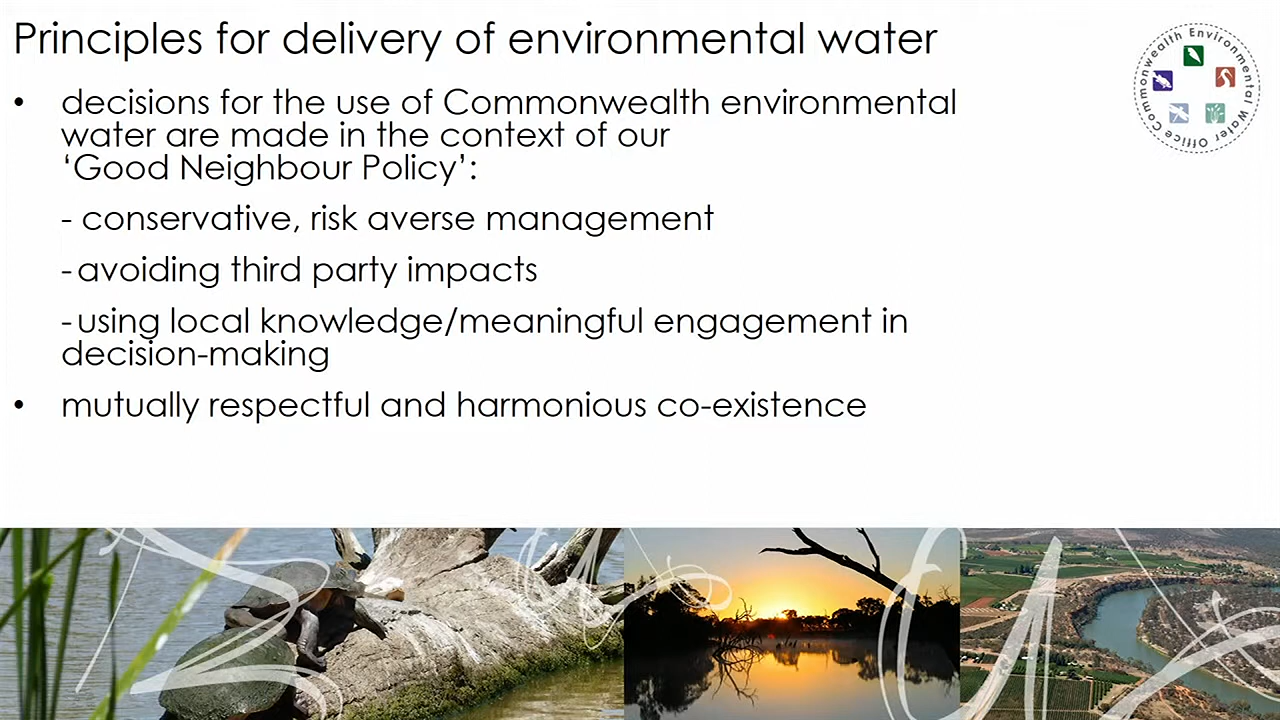 Principles for delivery of environmental water
• decisions for the use of Commonwealth environmental
water are made in the context of our
‘Good Neighbour Policy’:
- conservative, risk averse management
- avoiding third party impacts
- using local knowledge/meaningful engagement in
decision-making
• mutually respectful and harmonious co-existence
Commonwealth Environmental Water Office